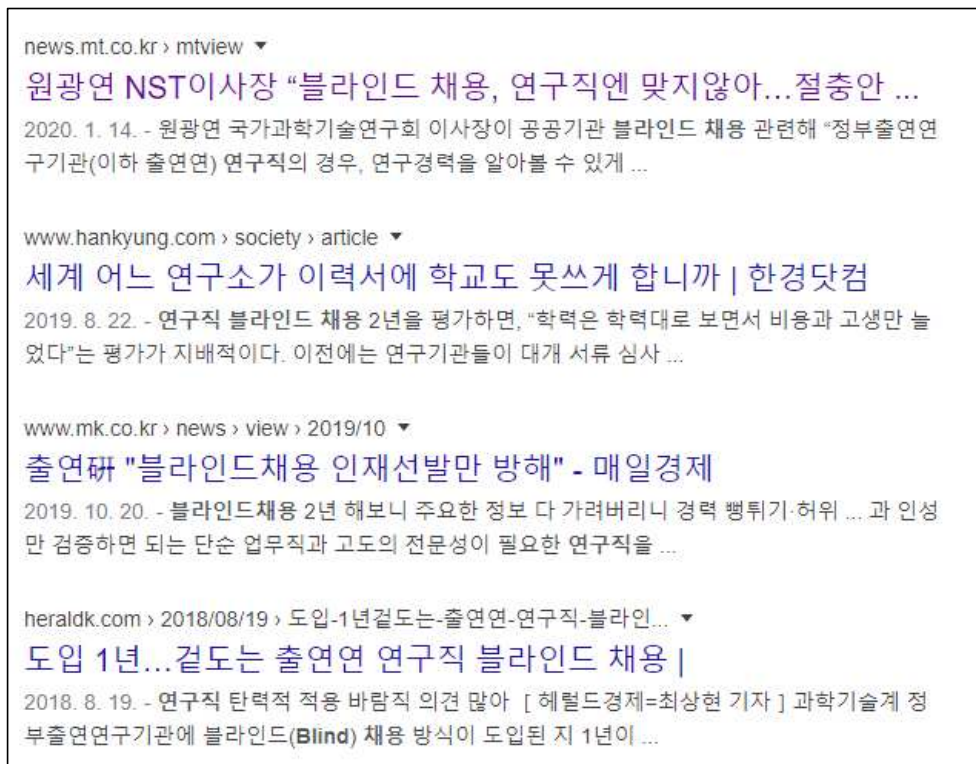 news.mt.co.kr › mtview ▼
원광연 NST이사장 “블라인드 채용, 연구직엔 맞지않아...절충안 ...
2020. 1. 14. - 원광연 국가과학기술연구회 이사장이 공공기관 블라인드 채용 관련해 “정부출연연
구기관(이하 출연연) 연구직의 경우, 연구경력을 알아볼 수 있게 ...
www.hankyung.com › society › article ▼
세계 어느 연구소가 이력서에 학교도 못쓰게 합니까 | 한경닷컴
2019. 8. 22. - 연구직 블라인드 채용 2년을 평가하면, “학력은 학력대로 보면서 비용과 고생만 늘
었다”는 평가가 지배적이다. 이전에는 연구기관들이 대개 서류 심사 ...
www.mk.co.kr › news › view › 2019/10 ▼
출연硏 "블라인드채용 인재선발만 방해" - 매일경제
2019. 10. 20. - 블라인드채용 2년 해보니 주요한 정보 다 가려버리니 경력 뻥튀기·허위 ... 과 인성
만 검증하면 되는 단순 업무직과 고도의 전문성이 필요한 연구직을 ...
heraldk.com › 2018/08/19 › 도입-1년겉도는-출연연-연구직-블라인... ▼
도입 1년...겉도는 출연연 연구직 블라인드 채용 |
2018. 8. 19. - 연구직 탄력적 적용 바람직 의견 많아 [ 헤럴드경제=최상현 기자 ] 과학기술계 정
부출연연구기관에 블라인드(Blind) 채용 방식이 도입된 지 1년이 ...